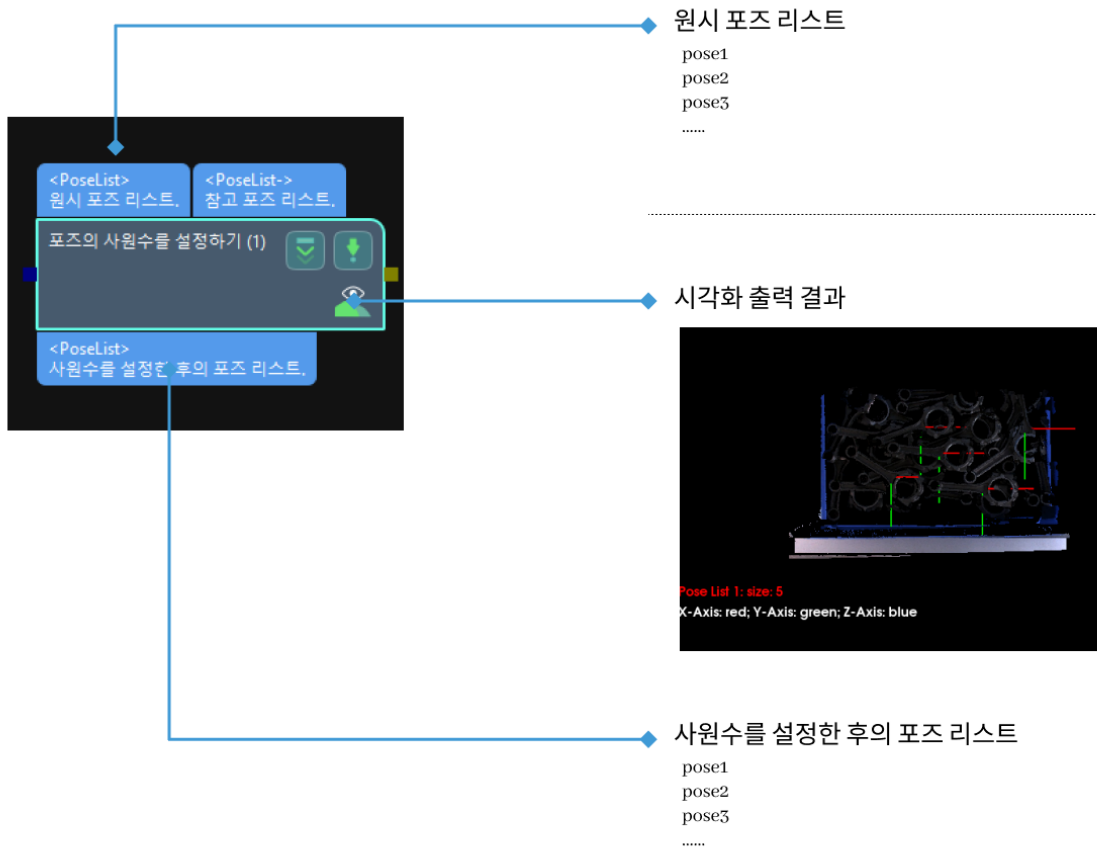 원시 포즈 리스트
pose1
pose2
pose3
......
<PoseList>
원시 포즈 리스트.
<PoseList->
참고 포즈 리스트.
포즈의 사원수를 설정하기 (1)
<PoseList>
사원수를 설정한 후의 포즈 리스트.
시각화 출력 결과
Pose List 1: size: 5
X-Axis: red; Y-Axis: green; Z-Axis: blue
사원수를 설정한 후의 포즈 리스트
pose1
pose2
pose3
......